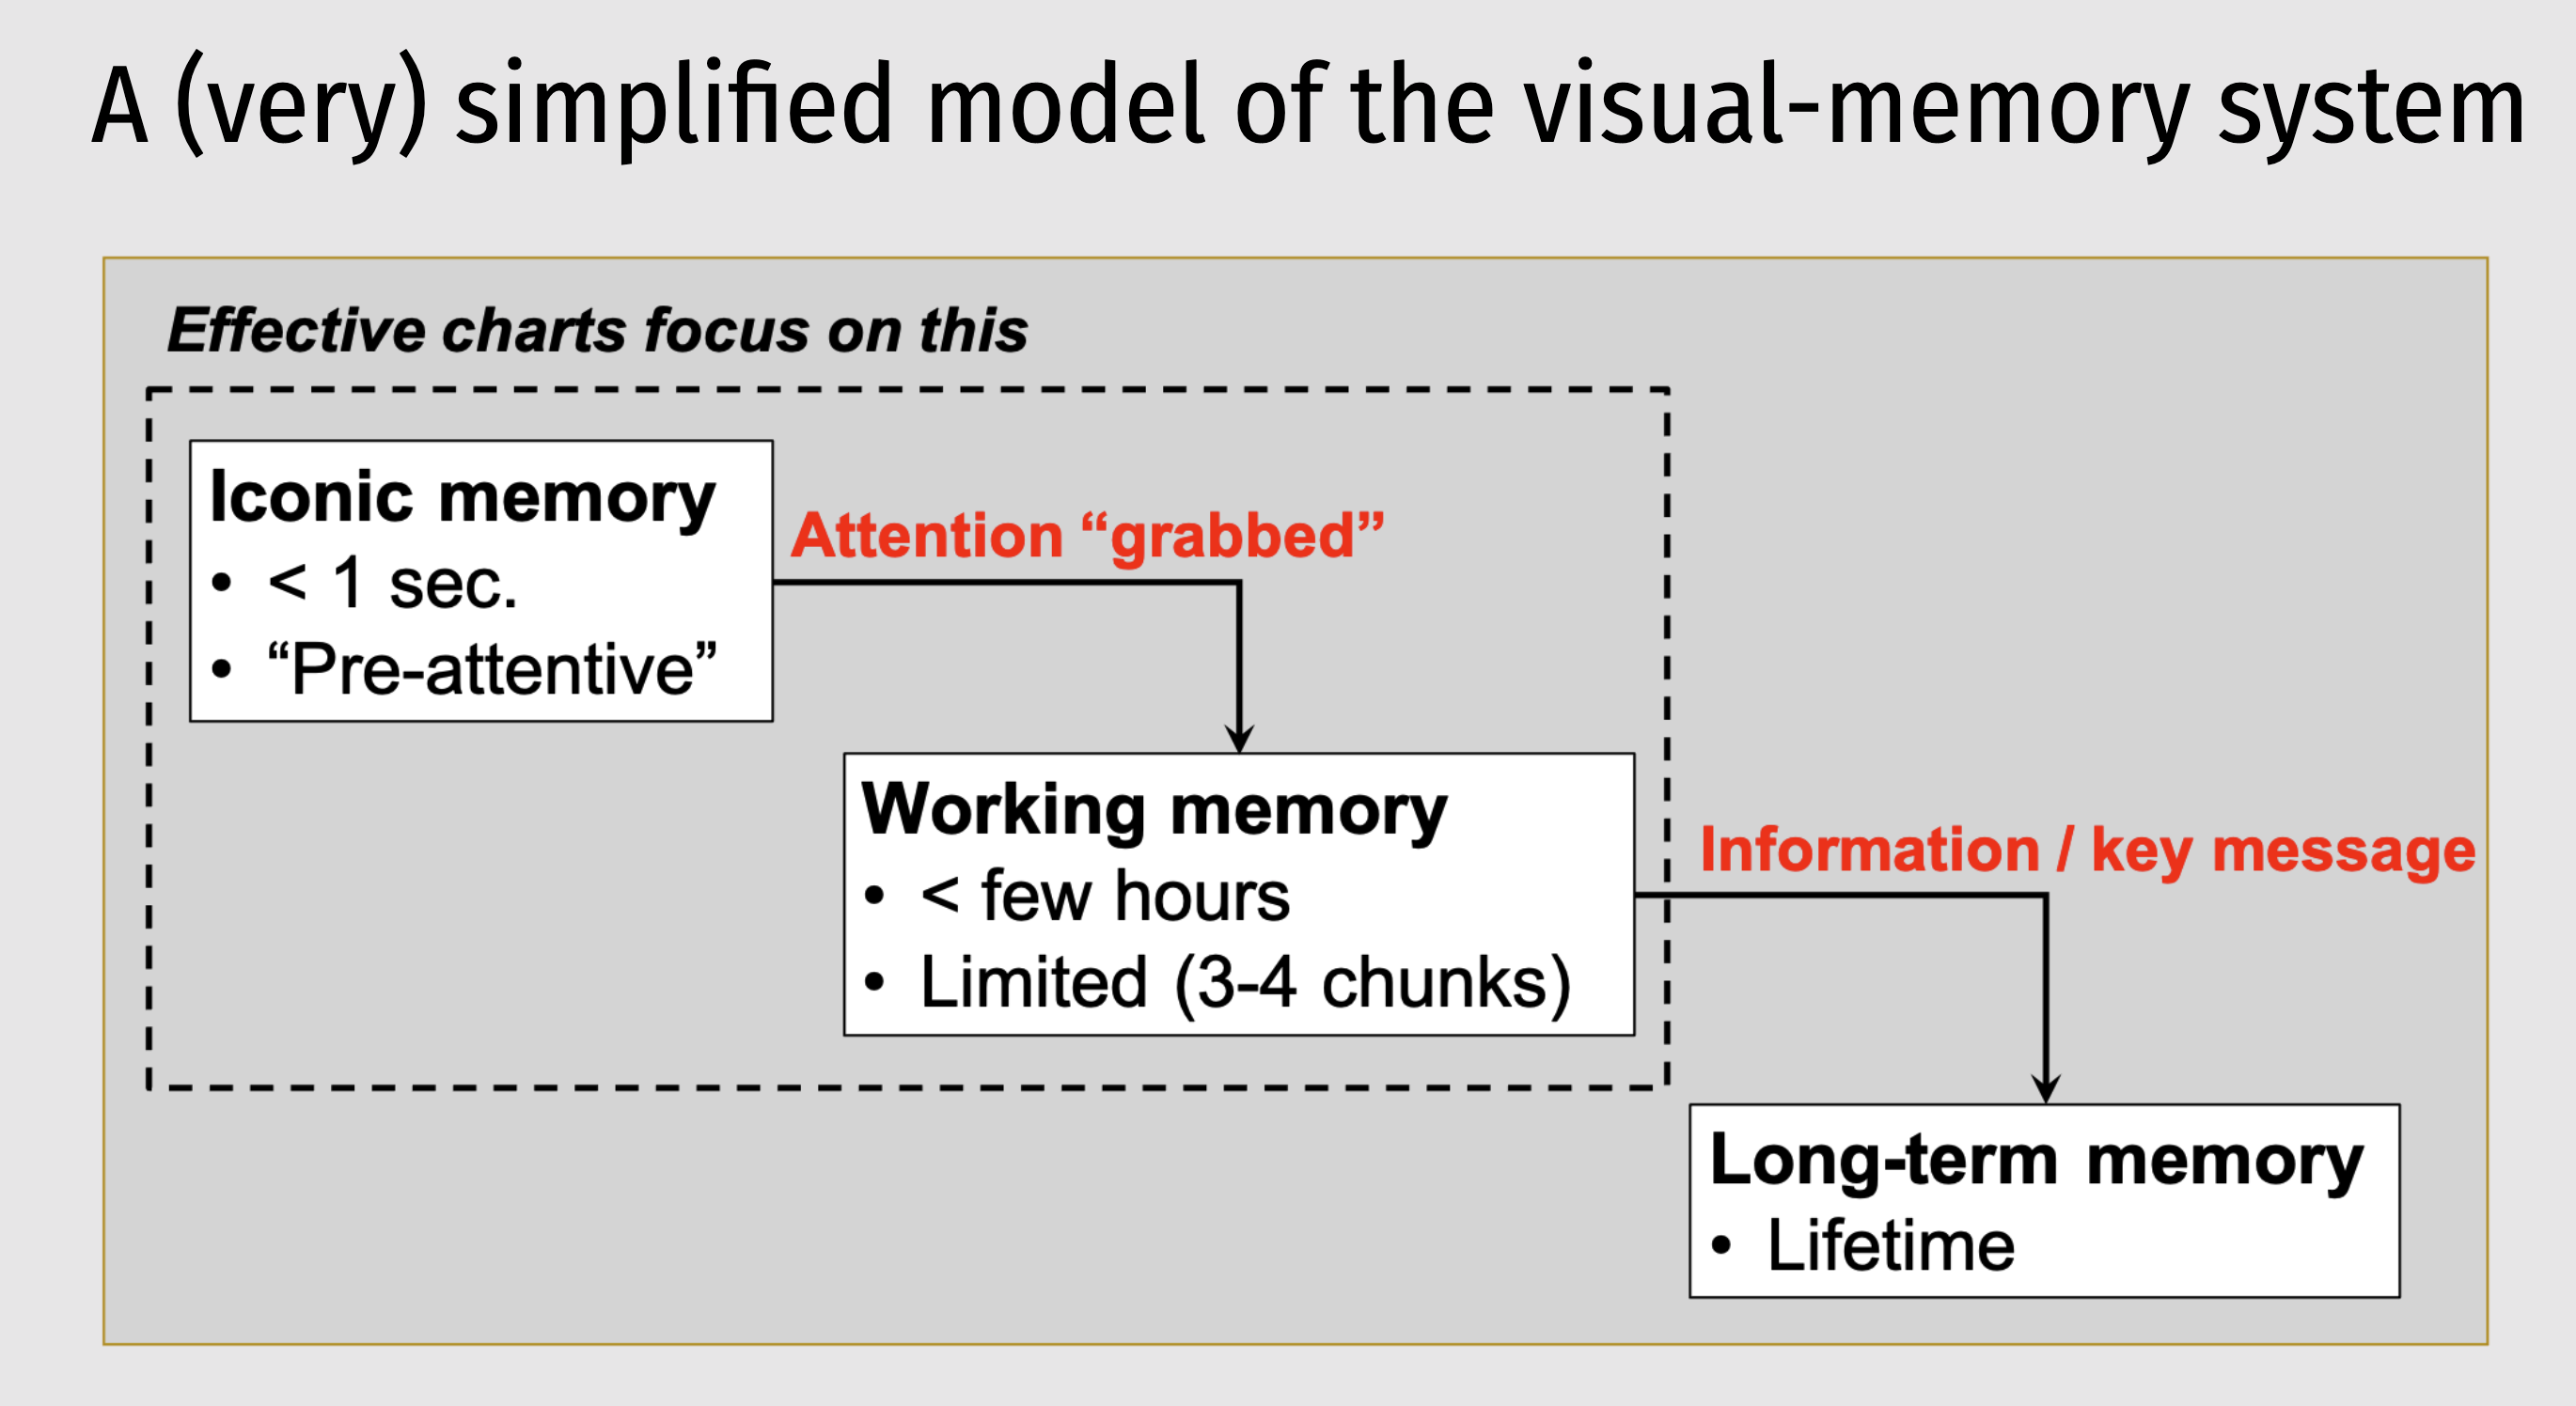 A (very) simplified model of the visual-memory system
Effective charts focus on this
Iconic memory
• < 1 sec.
• “Pre-attentive”
Attention “grabbed”
Working memory
• < few hours
• Limited (3-4 chunks)
Information / key message
Long-term memory
• Lifetime